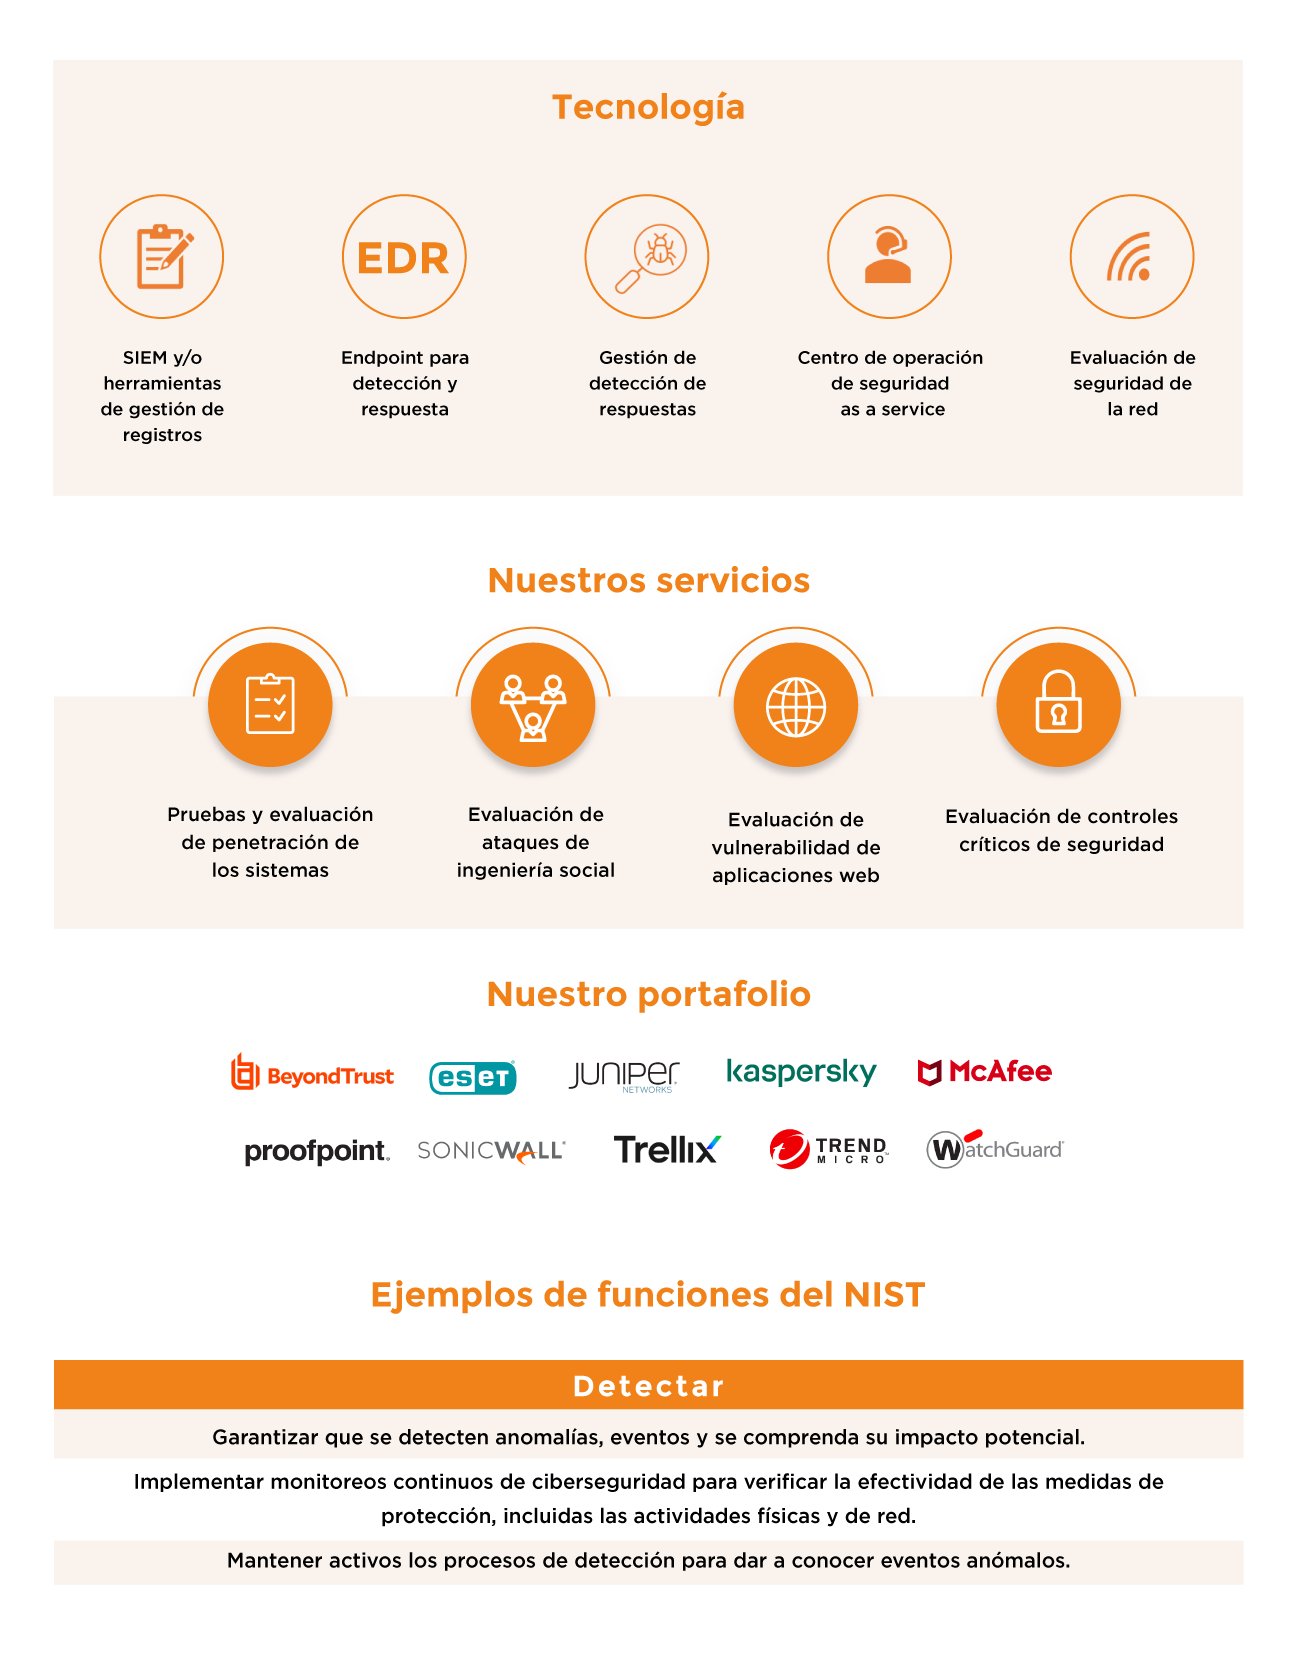 Tecnología
EDR
SIEM y/o
herramientas
de gestión de
registros
Endpoint para
detección y
respuesta
Gestión de
detección de
respuestas
Centro de operación
de seguridad
as a service
Evaluación de
seguridad de
la red
Nuestros servicios
Pruebas y evaluación
de penetración de
los sistemas
Evaluación de
ataques de
ingeniería social
Evaluación de
vulnerabilidad de
aplicaciones web
Evaluación de controles
críticos de seguridad
Nuestro portafolio
BeyondTrust
eseT
JUNIPer
NETWORKS
kaspersky
McAfee
proofpoint.
SONICWALL
Trellix
TREND
MICRO
WatchGuard
Ejemplos de funciones del NIST
Detectar
Garantizar que se detecten anomalías, eventos y se comprenda su impacto potencial.
Implementar monitoreos continuos de ciberseguridad para verificar la efectividad de las medidas de
protección, incluidas las actividades físicas y de red.
Mantener activos los procesos de detección para dar a conocer eventos anómalos.